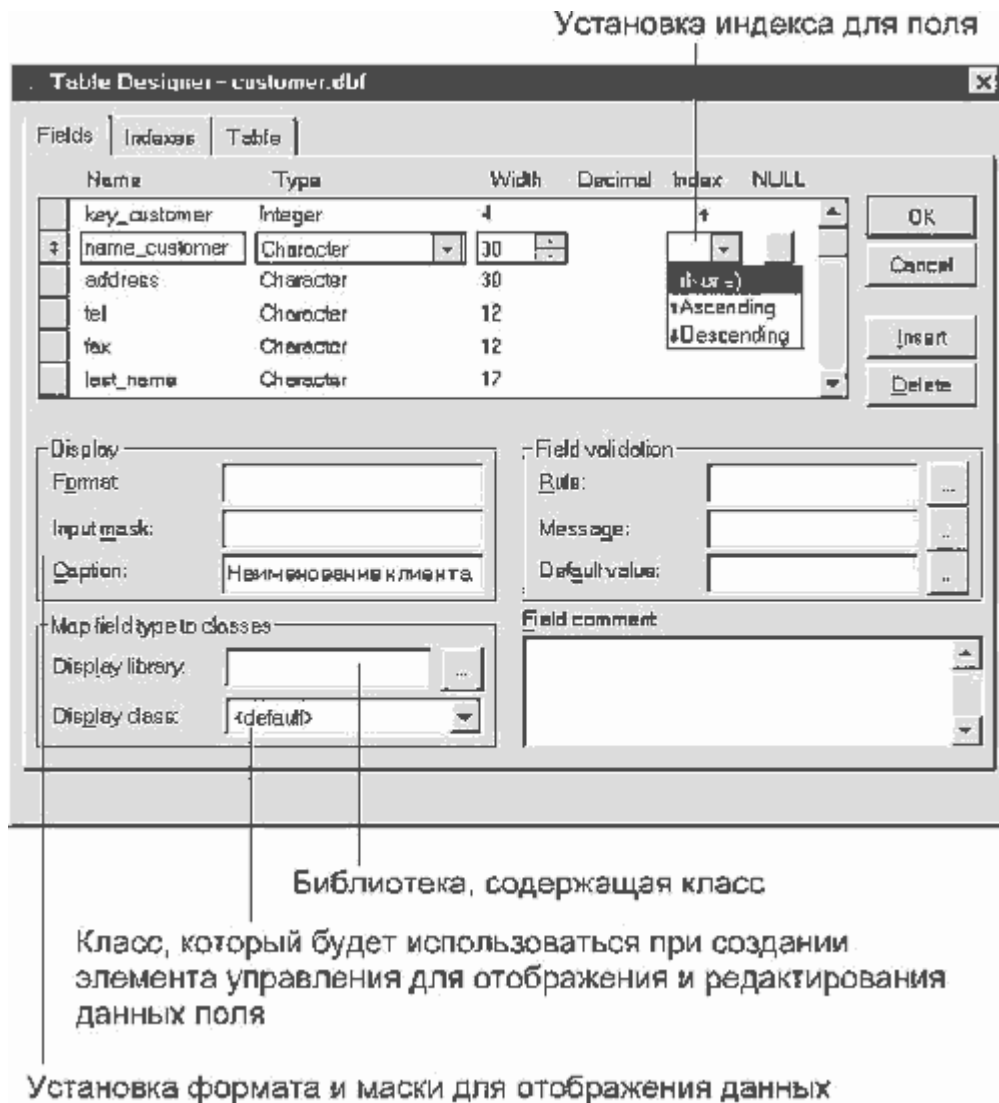 Установка индекса для поля
Table Designer - customer.dbf
Fields Indexes Table
Name Type Width Decimal Index NULL
key_customer Integer 4
name_customer Character 30
address Character 30
tel Character 12
fax Character 12
last_name Character 17
(None)
↑Ascending
↓Descending
OK
Cancel
Insert
Delete
Display
Format
Input mask:
Caption: Наименование клиента
Field validation
Rule: ...
Message: ...
Default value: ...
Map field type to classes
Display library: ...
Display class: <default>
Field comment
Библиотека, содержащая класс
Класс, который будет использоваться при создании
элемента управления для отображения и редактирования
данных поля
Установка формата и маски для отображения данных